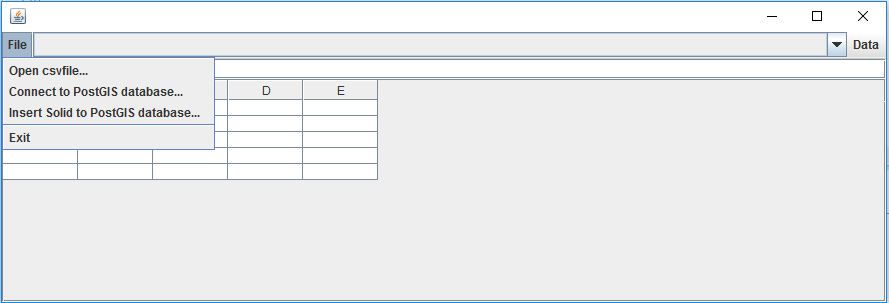 File Data
Open csvfile...
Connect to PostGIS database...
D E
Insert Solid to PostGIS database...
Exit